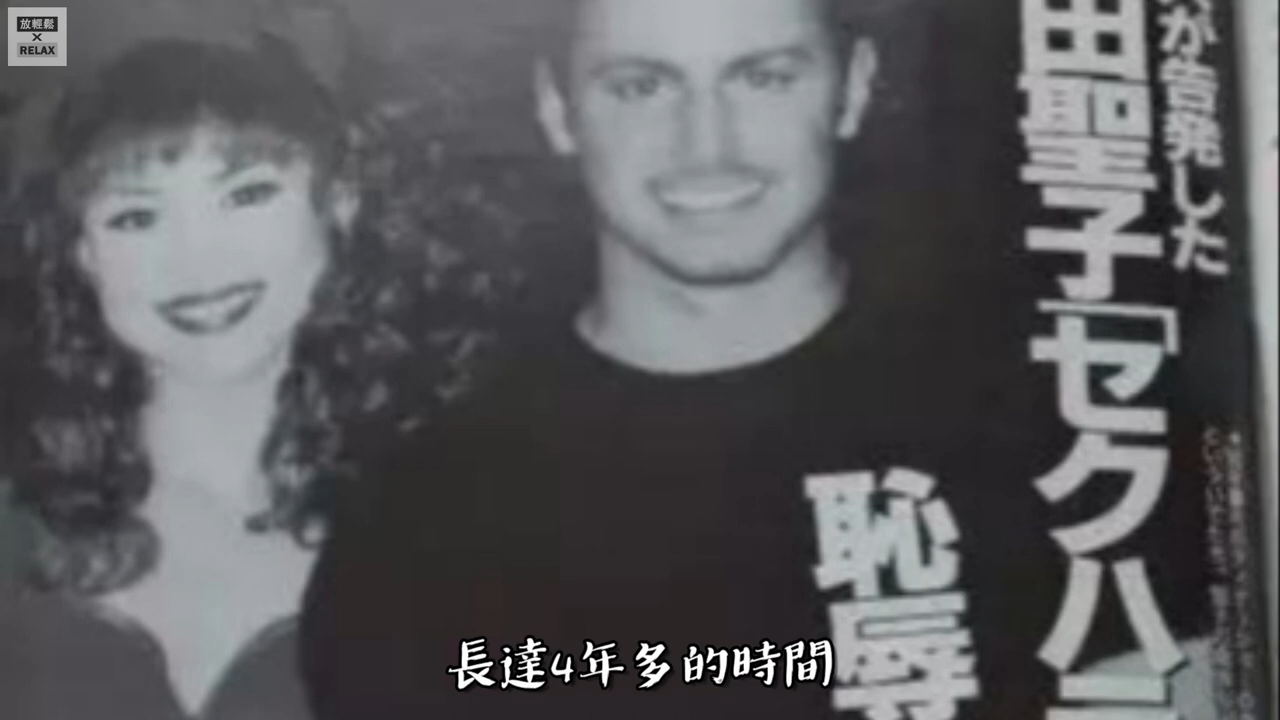 放輕鬆
×
RELAX
が告発した
田聖子「セクハラ
恥辱
長達4年多的時間